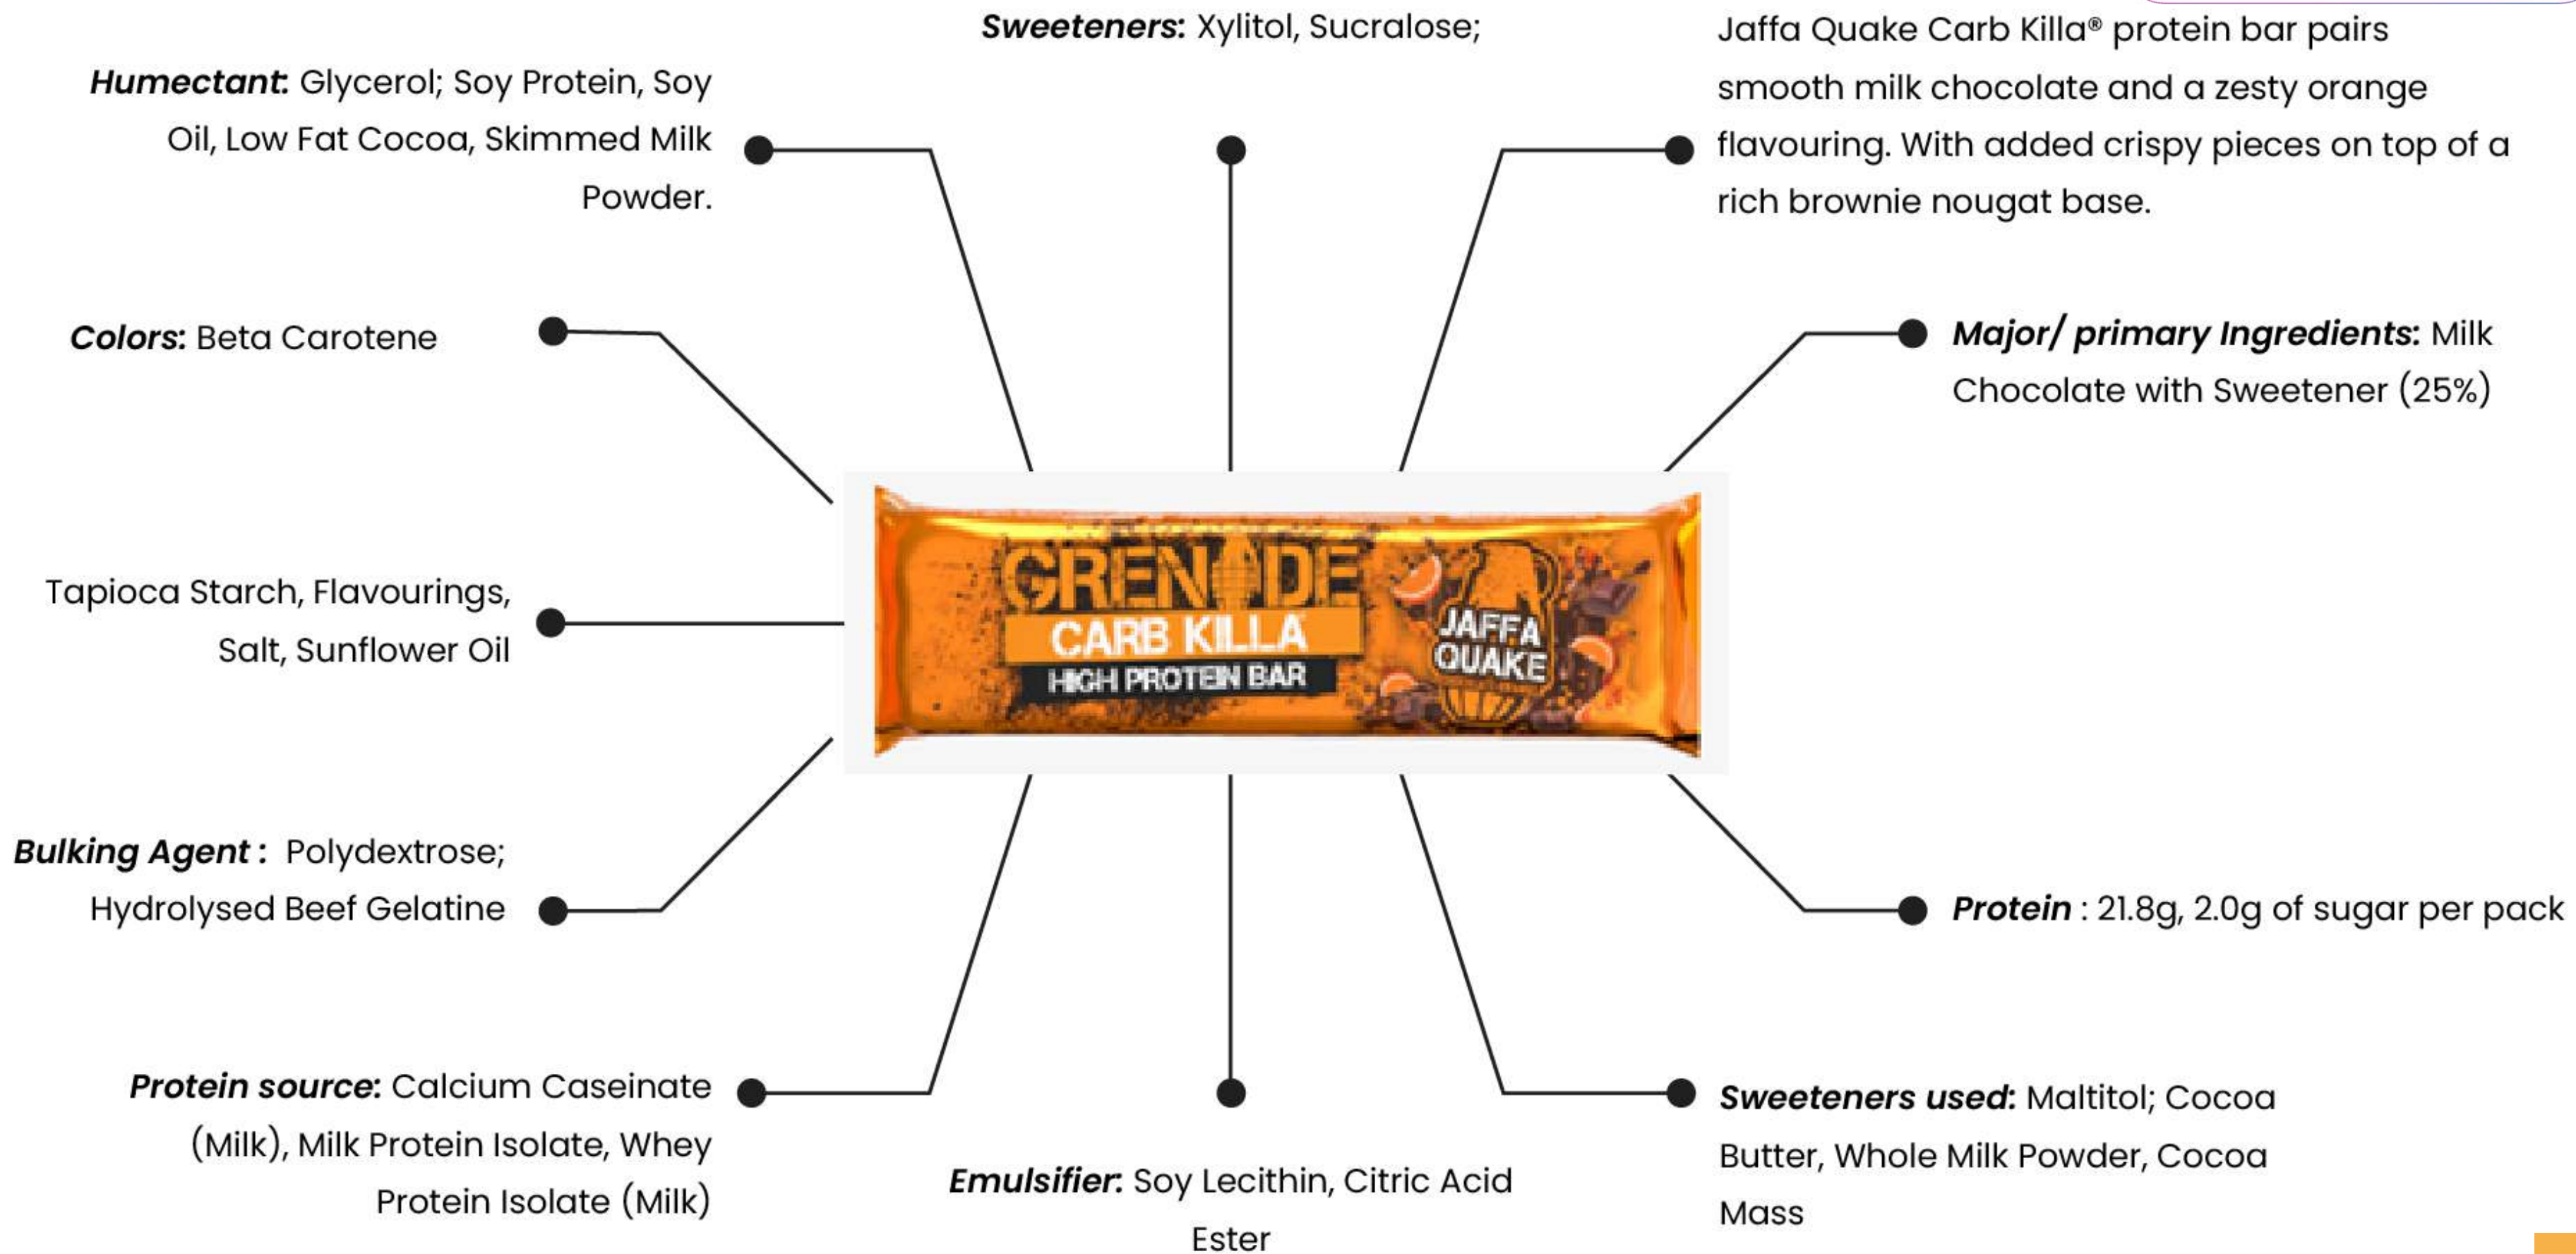 Sweeteners: Xylitol, Sucralose;
Jaffa Quake Carb Killa® protein bar pairs
smooth milk chocolate and a zesty orange
flavouring. With added crispy pieces on top of a
rich brownie nougat base.
Humectant: Glycerol; Soy Protein, Soy
Oil, Low Fat Cocoa, Skimmed Milk
Powder.
Colors: Beta Carotene
Major/ primary Ingredients: Milk
Chocolate with Sweetener (25%)
Tapioca Starch, Flavourings,
Salt, Sunflower Oil
GRENADE
CARB KILLA
HIGH PROTEIN BAR
JAFFA
QUAKE
Bulking Agent : Polydextrose;
Hydrolysed Beef Gelatine
Protein : 21.8g, 2.0g of sugar per pack
Protein source: Calcium Caseinate
(Milk), Milk Protein Isolate, Whey
Protein Isolate (Milk)
Emulsifier: Soy Lecithin, Citric Acid
Ester
Sweeteners used: Maltitol; Cocoa
Butter, Whole Milk Powder, Cocoa
Mass